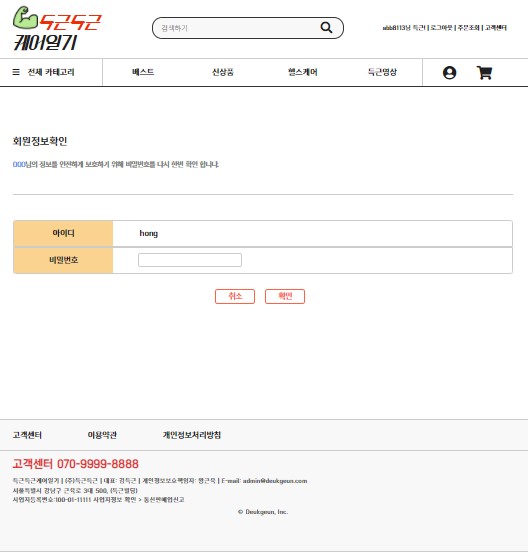 득근득근
케어일기
검색하기
abb6113님 득근! | 로그아웃 | 주문조회 | 고객센터
전체 카테고리
베스트
신상품
헬스케어
득근영상
회원정보확인
OOO님의 정보를 안전하게 보호하기 위해 비밀번호를 다시 한번 확인 합니다.
아이디
hong
비밀번호
취소
확인
고객센터
이용약관
개인정보처리방침
고객센터 070-9999-8888
득근득근케어일기 | (주)득근득근 | 대표: 김득근 | 개인정보보호책임자: 왕근육 | E-mail: admin@deukgeun.com
서울특별시 강남구 근육로 3대 500, (득근빌딩)
사업자등록번호:100-01-11111 사업자정보 확인 > 통신판매업신고
© Deukgeun, Inc.